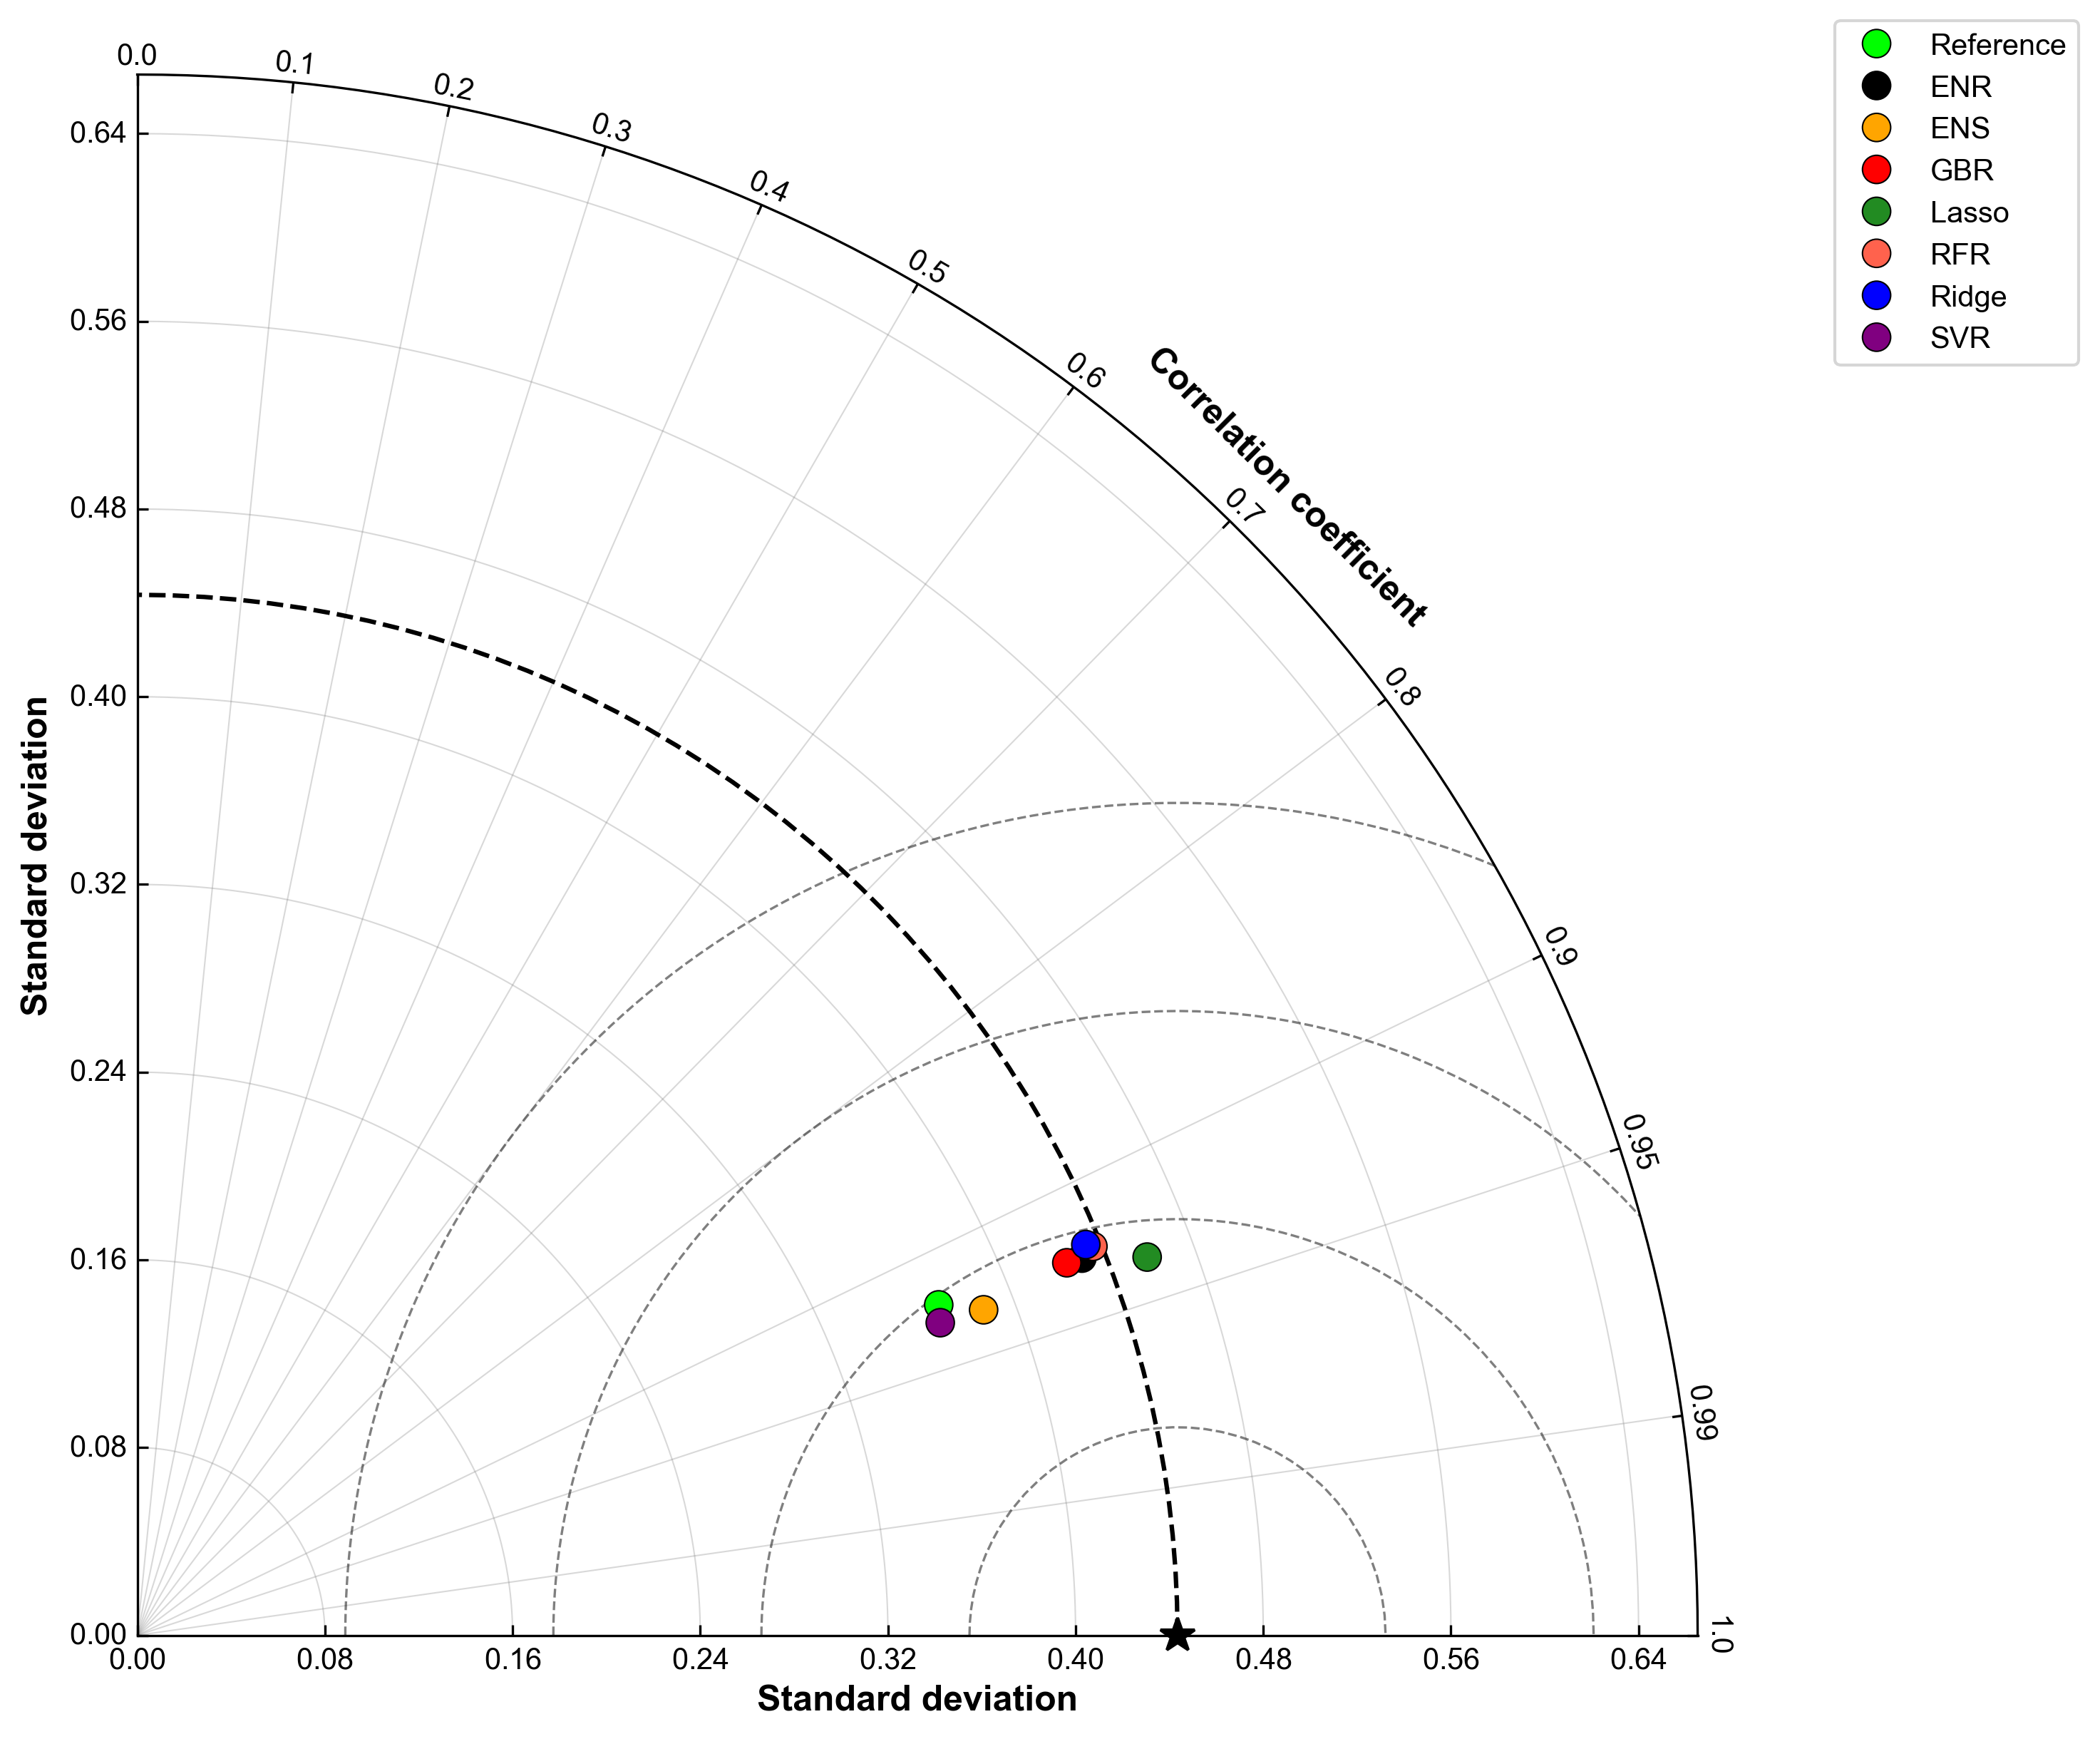 0.0
0.1
0.2
0.3
0.4
0.5
0.6
0.7
0.8
0.9
0.95
0.99
1.0
Correlation coefficient
Reference
ENR
ENS
GBR
Lasso
RFR
Ridge
SVR
Standard deviation
0.64
0.56
0.48
0.40
0.32
0.24
0.16
0.08
0.00
0.00
0.08
0.16
0.24
0.32
0.40
0.48
0.56
0.64
Standard deviation